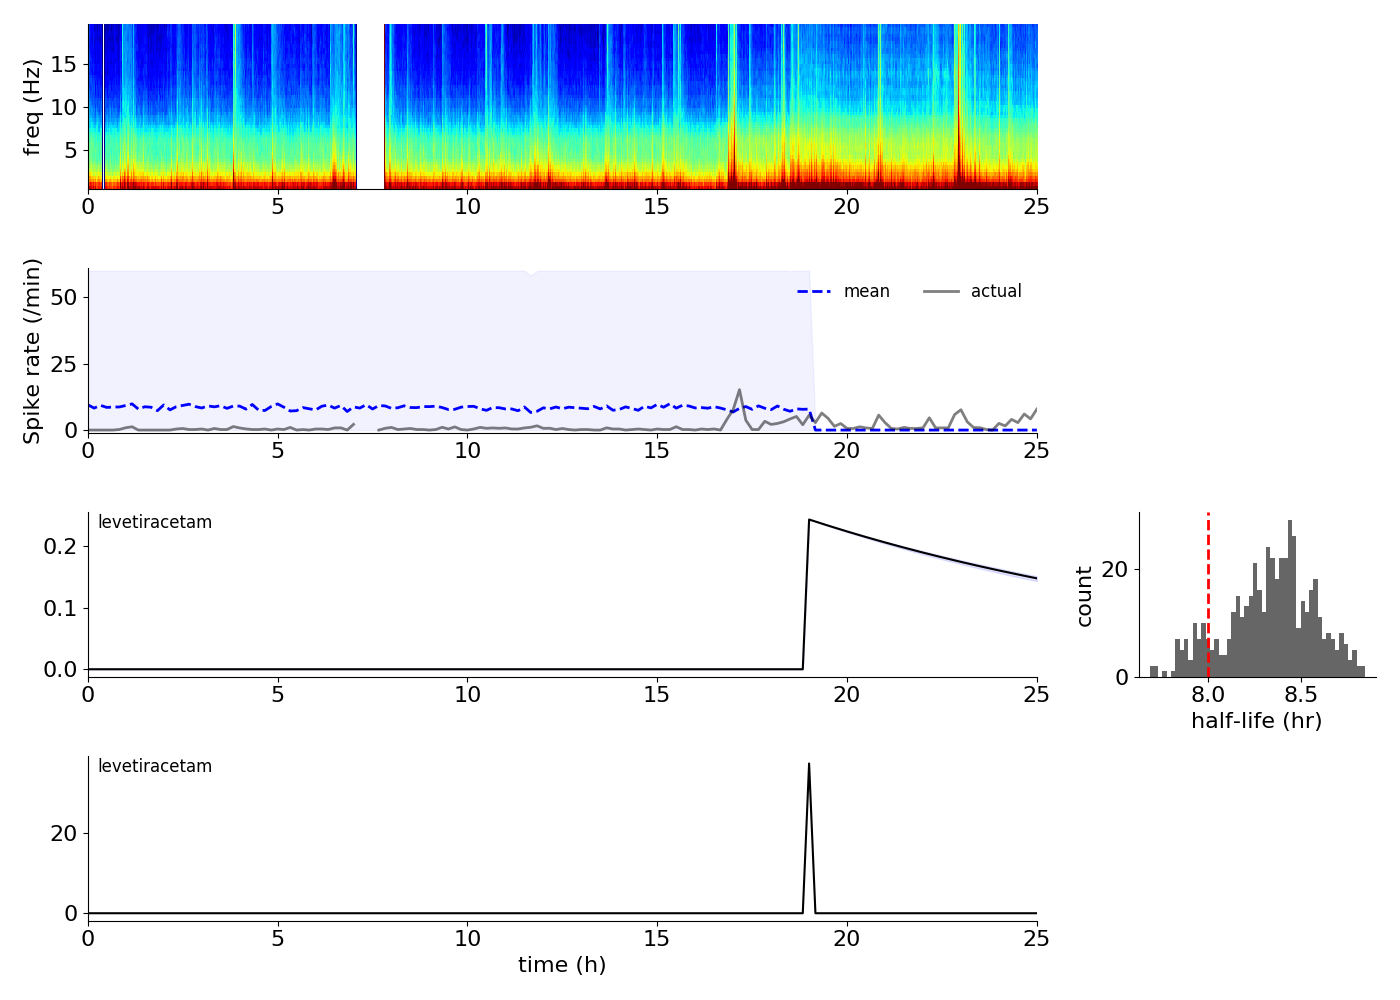 freq (Hz)
15
10
5
0 5 10 15 20 25
Spike rate (/min)
50
25
0
mean actual
0 5 10 15 20 25
levetiracetam
0.2
0.1
0.0
0 5 10 15 20 25
count
20
0
8.0 8.5
half-life (hr)
levetiracetam
20
0
0 5 10 15 20 25
time (h)